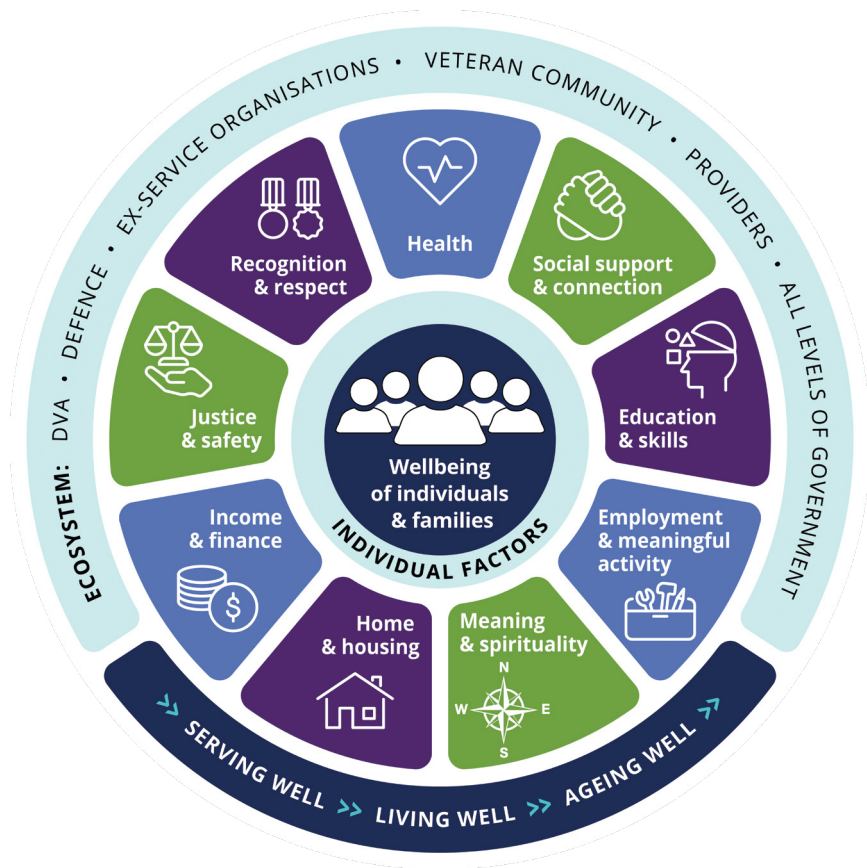 ECOSYSTEM: DVA • DEFENCE • EX-SERVICE ORGANISATIONS • VETERAN COMMUNITY • PROVIDERS • ALL LEVELS OF GOVERNMENT
Health
Social support
& connection
Education
& skills
Employment
& meaningful
activity
Meaning
& spirituality
N
W
E
S
Home
& housing
Income
& finance
$
Justice
& safety
Recognition
& respect
Wellbeing
of individuals
& families
INDIVIDUAL FACTORS
>> SERVING WELL >> LIVING WELL >> AGEING WELL >>